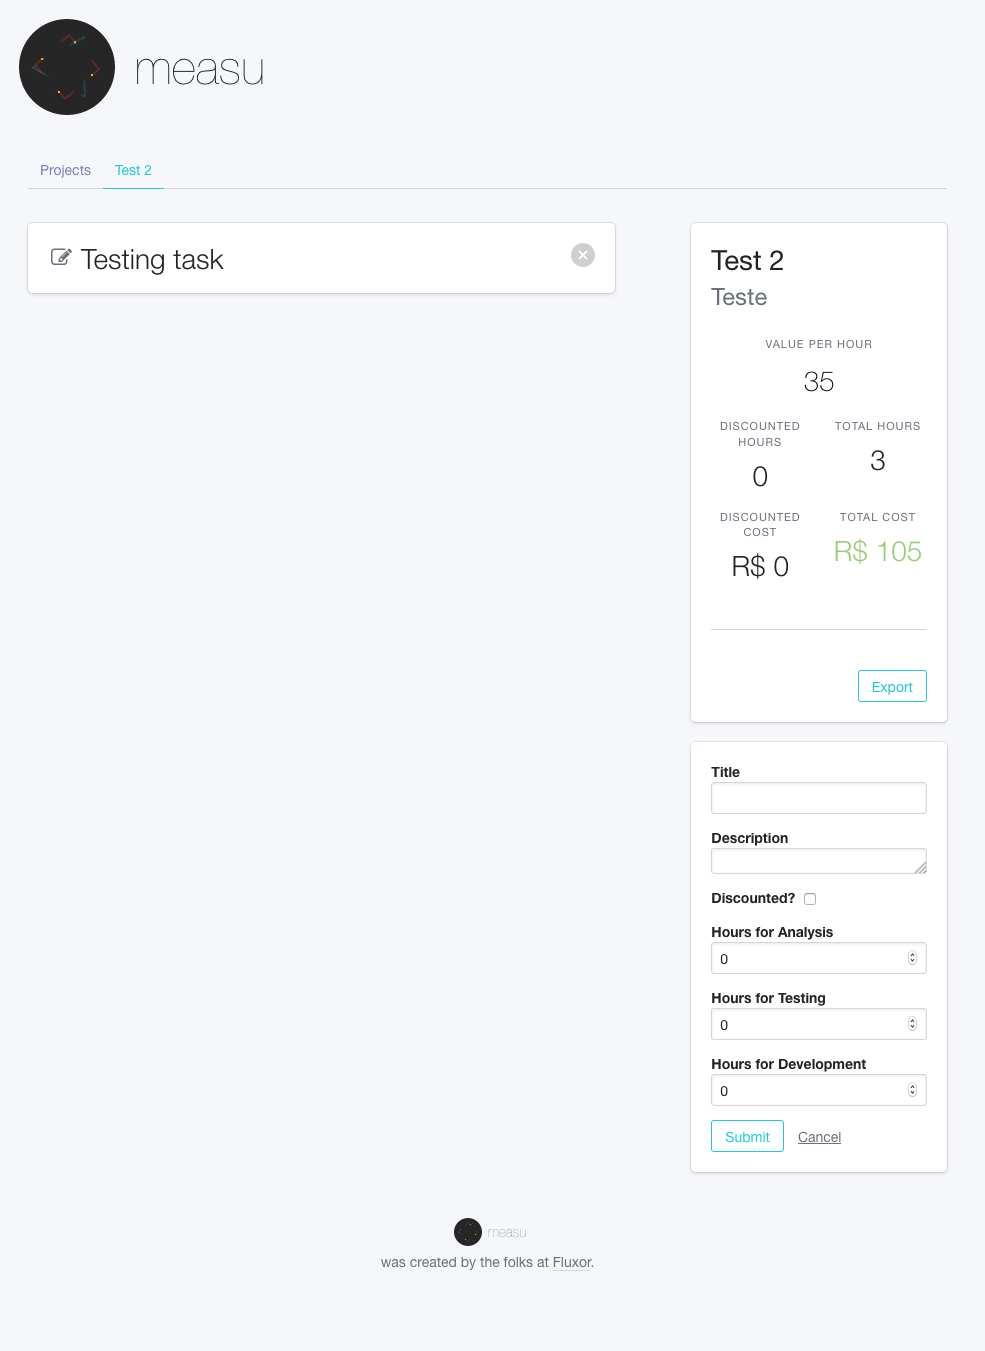 measu
Projects
Test 2
Testing task
Test 2
Teste
VALUE PER HOUR
35
DISCOUNTED
HOURS
0
TOTAL HOURS
3
DISCOUNTED
COST
R$ 0
TOTAL COST
R$ 105
Export
Title
Description
Discounted?
Hours for Analysis
0
Hours for Testing
0
Hours for Development
0
Submit
Cancel
measu
was created by the folks at Fluxor.